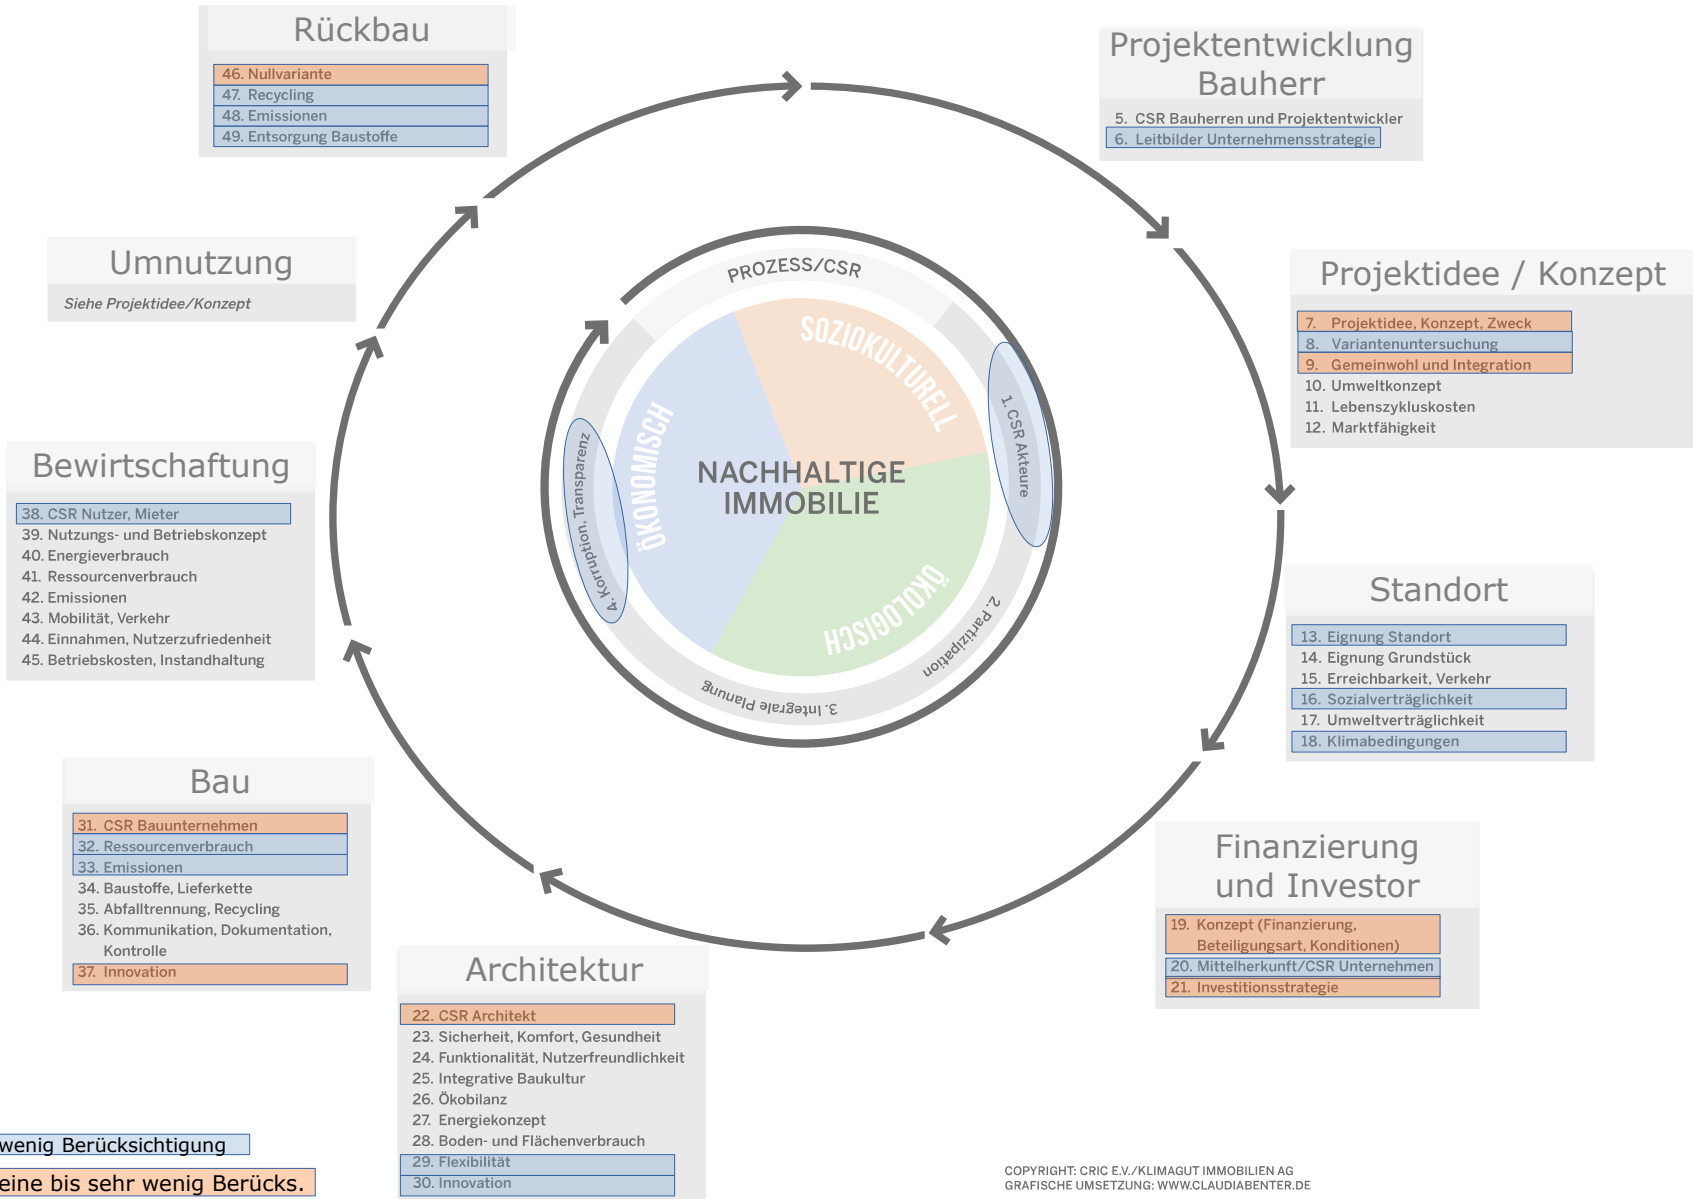 Rückbau
46. Nullvariante
47. Recycling
48. Emissionen
49. Entsorgung Baustoffe
Projektentwicklung
Bauherr
5. CSR Bauherren und Projektentwickler
6. Leitbilder Unternehmensstrategie
Umnutzung
Siehe Projektidee/Konzept
Projektidee / Konzept
7. Projektidee, Konzept, Zweck
8. Variantenuntersuchung
9. Gemeinwohl und Integration
10. Umweltkonzept
11. Lebenszykluskosten
12. Marktfähigkeit
PROZESS/CSR
SOZIOKULTURELL
ÖKONOMISCH
ÖKOLOGISCH
NACHHALTIGE
IMMOBILIE
1. CSR Akteure
2. Partizipation
3. Integrale Planung
4. Korruption, Transparenz
Bewirtschaftung
38. CSR Nutzer, Mieter
39. Nutzungs- und Betriebskonzept
40. Energieverbrauch
41. Ressourcenverbrauch
42. Emissionen
43. Mobilität, Verkehr
44. Einnahmen, Nutzerzufriedenheit
45. Betriebskosten, Instandhaltung
Standort
13. Eignung Standort
14. Eignung Grundstück
15. Erreichbarkeit, Verkehr
16. Sozialverträglichkeit
17. Umweltverträglichkeit
18. Klimabedingungen
Bau
31. CSR Bauunternehmen
32. Ressourcenverbrauch
33. Emissionen
34. Baustoffe, Lieferkette
35. Abfalltrennung, Recycling
36. Kommunikation, Dokumentation,
Kontrolle
37. Innovation
Finanzierung
und Investor
19. Konzept (Finanzierung,
Beteiligungsart, Konditionen)
20. Mittelherkunft/CSR Unternehmen
21. Investitionsstrategie
Architektur
22. CSR Architekt
23. Sicherheit, Komfort, Gesundheit
24. Funktionalität, Nutzerfreundlichkeit
25. Integrative Baukultur
26. Ökobilanz
27. Energiekonzept
28. Boden- und Flächenverbrauch
29. Flexibilität
30. Innovation
wenig Berücksichtigung
eine bis sehr wenig Berücks.
COPYRIGHT: CRIC E.V./KLIMAGUT IMMOBILIEN AG
GRAFISCHE UMSETZUNG: WWW.CLAUDIABENTER.DE